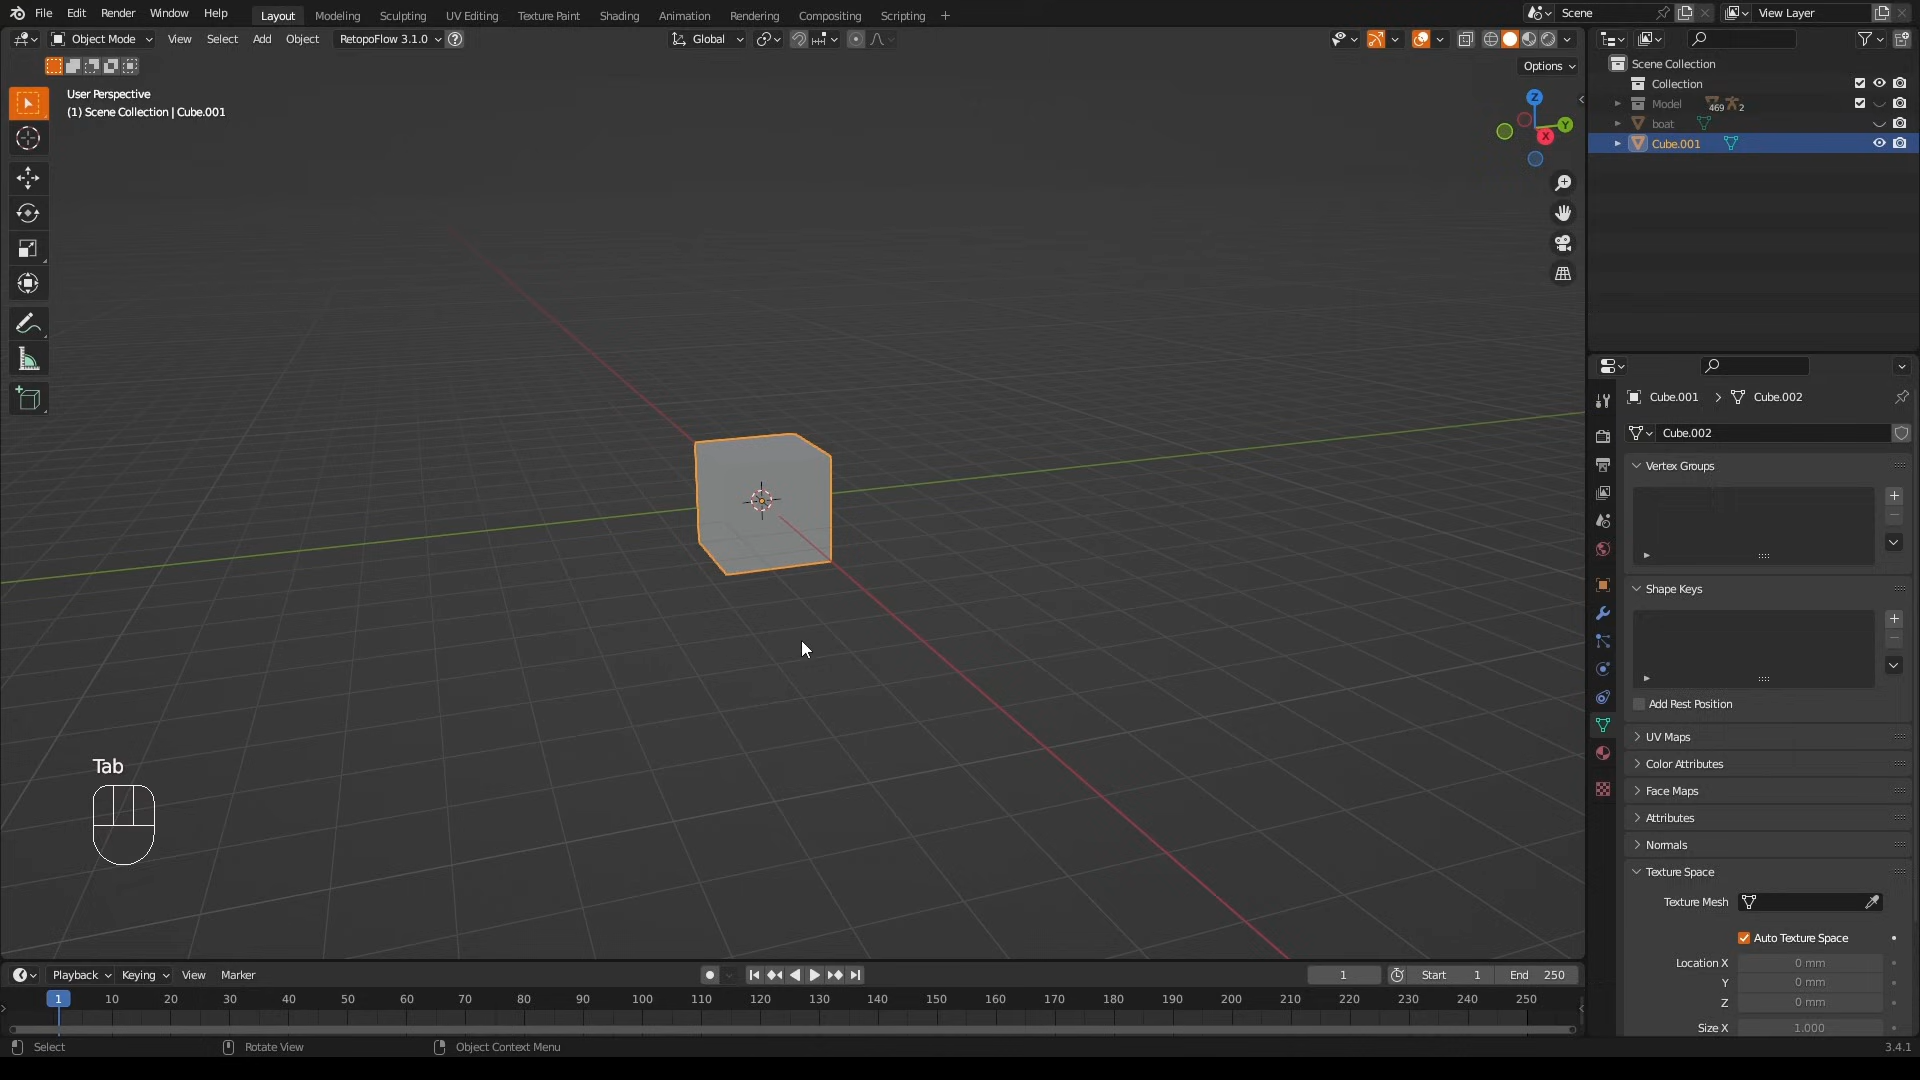 File Edit Render Window Help Layout Modeling Sculpting UV Editing Texture Paint Shading Animation Rendering Compositing Scripting + Scene View Layer
Object Mode View Select Add Object RetopoFlow 3.1.0 Global
Options
User Perspective
(1) Scene Collection | Cube.001
Z
Y
X
Scene Collection
Collection
Model 469 2
boat
Cube.001
Cube.001 > Cube.002
Cube.002
Vertex Groups
Shape Keys
Add Rest Position
UV Maps
Color Attributes
Face Maps
Attributes
Normals
Texture Space
Texture Mesh
Auto Texture Space
Location X 0 mm
Y 0 mm
Z 0 mm
Size X 1.000
Tab
Playback Keying View Marker 1 Start 1 End 250
1 10 20 30 40 50 60 70 80 90 100 110 120 130 140 150 160 170 180 190 200 210 220 230 240 250
Select Rotate View Object Context Menu 3.4.1